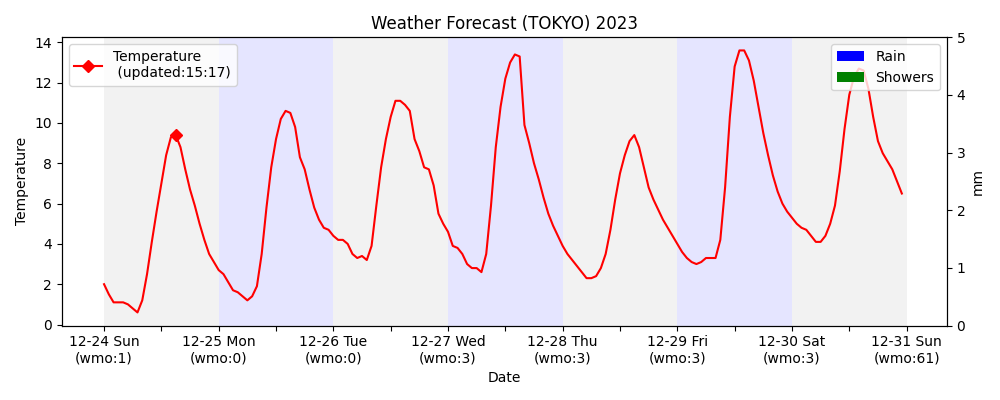 Weather Forecast (TOKYO) 2023
Temperature
(updated:15:17)
Rain
Showers
14
12
10
8
6
4
2
0
Temperature
5
4
3
2
1
0
mm
12-24 Sun 12-25 Mon 12-26 Tue 12-27 Wed 12-28 Thu 12-29 Fri 12-30 Sat 12-31 Sun
(wmo:1) (wmo:0) (wmo:0) (wmo:3) (wmo:3) (wmo:3) (wmo:3) (wmo:61)
Date